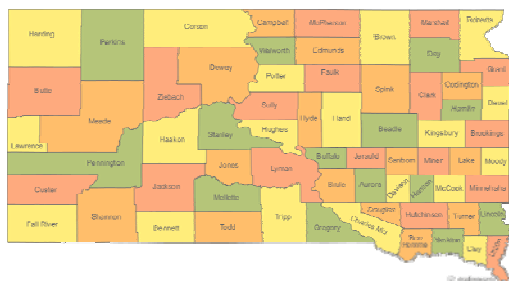 Harding
Perkins
Corson
Campbell
McPherson
Brown
Marshall
Roberts
Walworth
Edmunds
Day
Dewey
Potter
Faulk
Grant
Butte
Ziebach
Spink
Clark
Codington
Meade
Sully
Hyde
Hand
Hamlin
Deuel
Lawrence
Haakon
Stanley
Hughes
Beadle
Kingsbury
Brookings
Pennington
Jones
Lyman
Buffalo
Jerauld
Sanborn
Miner
Lake
Moody
Custer
Jackson
Mellette
Brule
Aurora
Davison
Hanson
McCook
Minnehaha
Fall River
Shannon
Bennett
Todd
Tripp
Gregory
Charles Mix
Douglas
Hutchinson
Turner
Lincoln
Bon
Homme
Yankton
Clay
Union